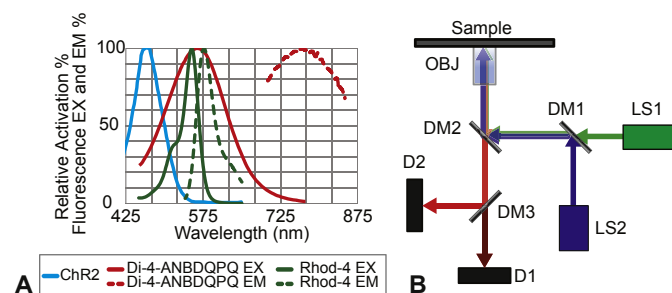 A
Relative Activation %
Fluorescence EX and EM %
100
50
0
425
575
725
875
Wavelength (nm)
ChR2
Di-4-ANBDQPQ EX
Di-4-ANBDQPQ EM
Rhod-4 EX
Rhod-4 EM
B
Sample
OBJ
DM1
LS1
DM2
D2
DM3
LS2
D1